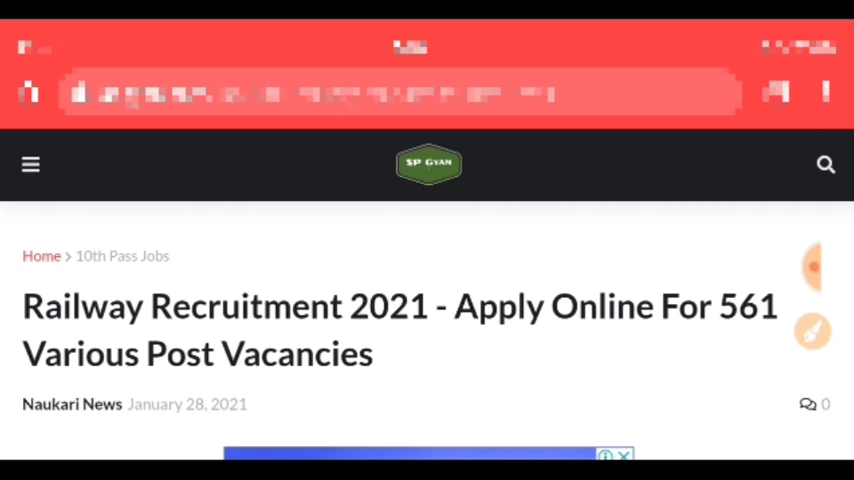 SP GYAN
Home > 10th Pass Jobs
Railway Recruitment 2021 - Apply Online For 561
Various Post Vacancies
Naukari News January 28, 2021
0